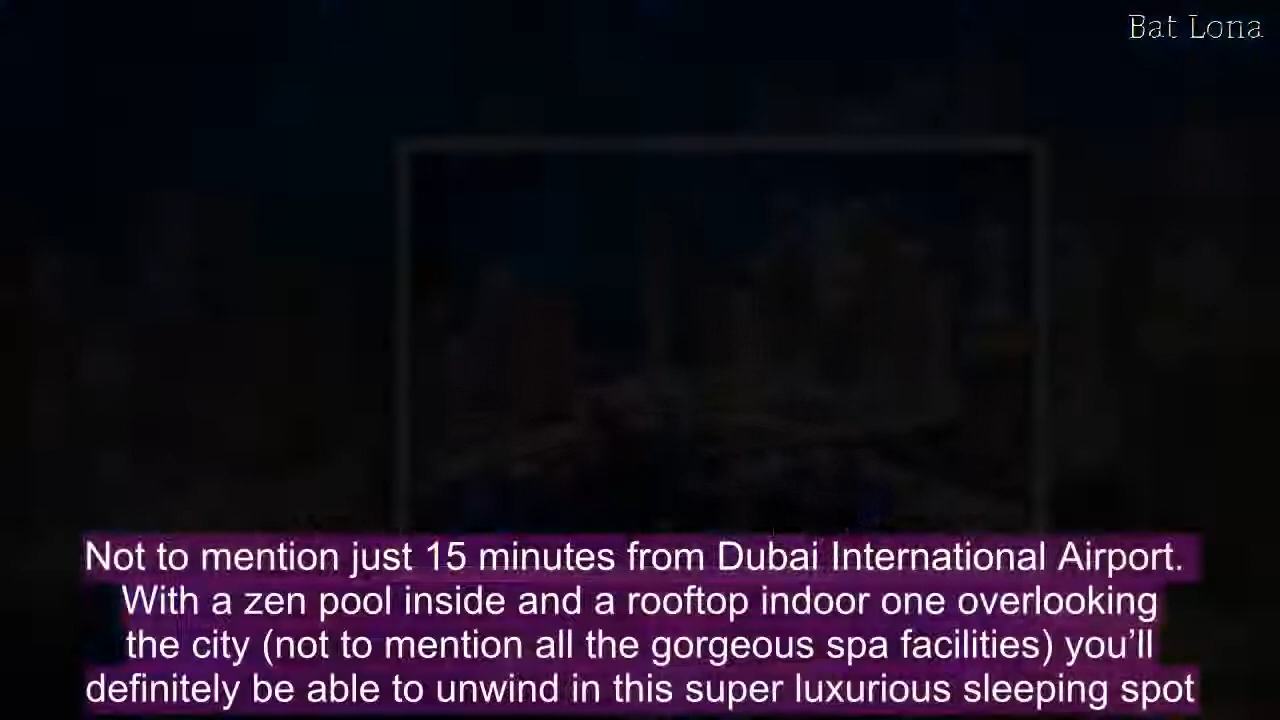 Bat Lona
Not to mention just 15 minutes from Dubai International Airport.
With a zen pool inside and a rooftop indoor one overlooking
the city (not to mention all the gorgeous spa facilities) you’ll
definitely be able to unwind in this super luxurious sleeping spot